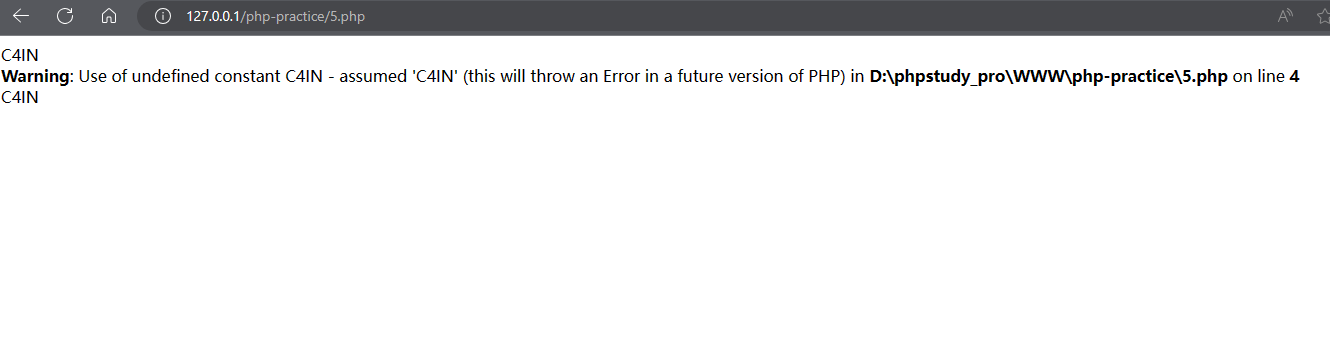 127.0.0.1/php-practice/5.php
C4IN
Warning: Use of undefined constant C4IN - assumed 'C4IN' (this will throw an Error in a future version of PHP) in D:\phpstudy_pro\WWW\php-practice\5.php on line 4
C4IN